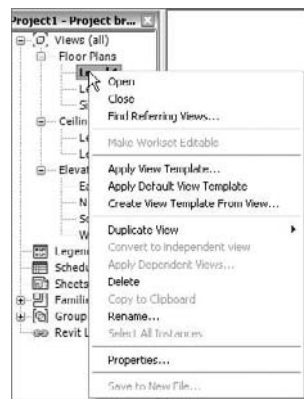 Project1 - Project br...
Views (all)
Floor Plans
Open
Close
Find Referring Views...
Ceilin
Make Workset Editable
Elevat
Apply View Template...
Apply Default View Template
Create View Template From View...
Duplicate View
Legen
Convert to independent view
Schedu
Apply Dependent Views...
Sheets
Delete
Familie
Copy to Clipboard
Group
Rename...
Revit L
Select All Instances
Properties...
Save to New File...